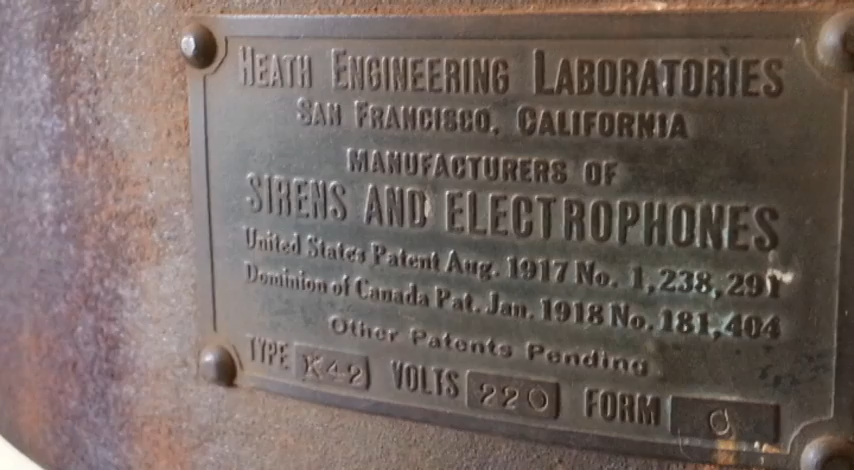 HEATH ENGINEERING LABORATORIES
SAN FRANCISCO, CALIFORNIA
MANUFACTURERS OF
SIRENS AND ELECTROPHONES
United States Patent Aug. 1917 No. 1,238,291
Dominion of Canada Pat. Jan. 1918 No. 181,404
Other Patents Pending
TYPE K42 VOLTS 220 FORM